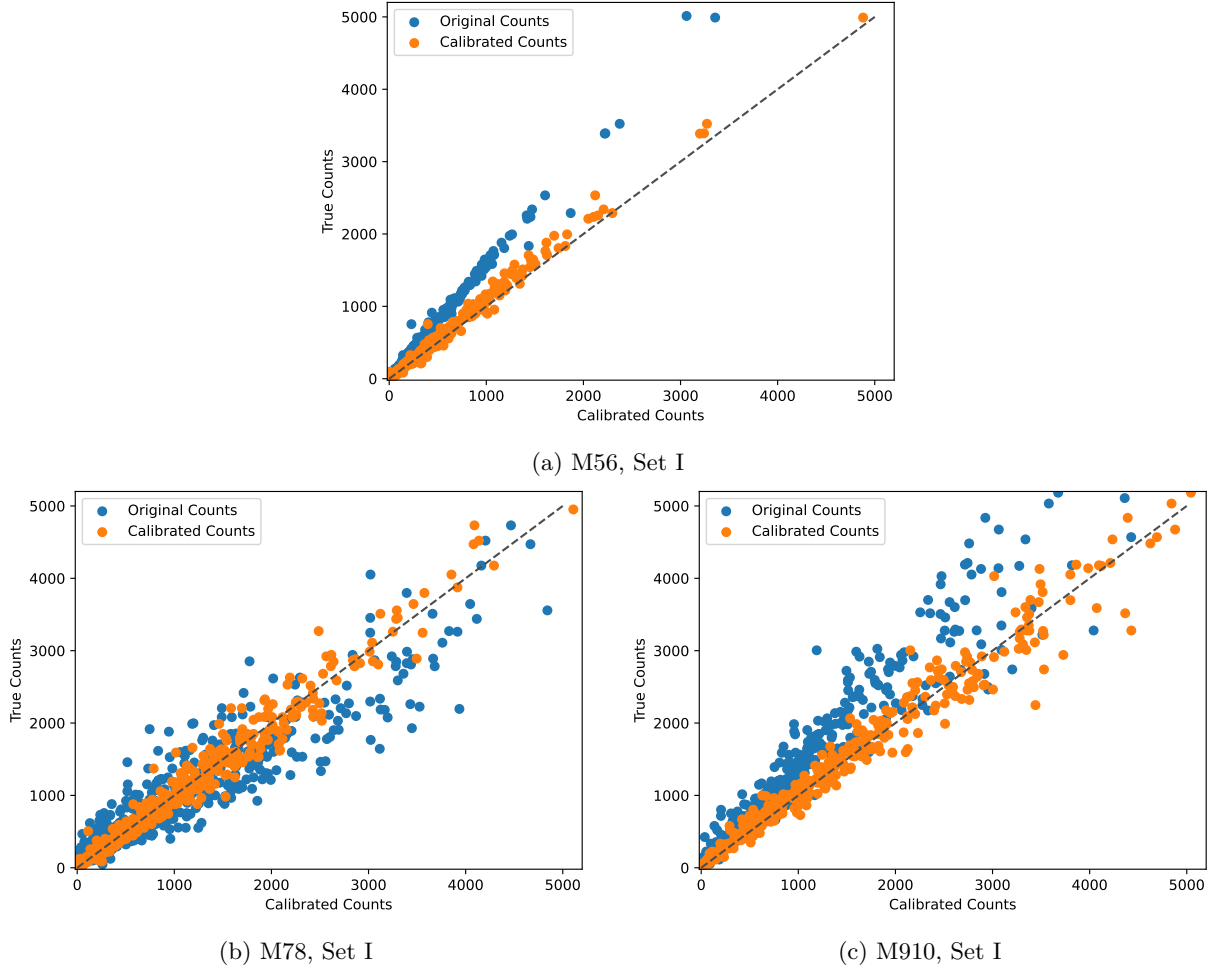 5000
4000
3000
2000
1000
0
True Counts
Original Counts
Calibrated Counts
0 1000 2000 3000 4000 5000
Calibrated Counts
(a) M56, Set I
5000
4000
3000
2000
1000
0
True Counts
Original Counts
Calibrated Counts
0 1000 2000 3000 4000 5000
Calibrated Counts
(b) M78, Set I
5000
4000
3000
2000
1000
0
True Counts
Original Counts
Calibrated Counts
0 1000 2000 3000 4000 5000
Calibrated Counts
(c) M910, Set I